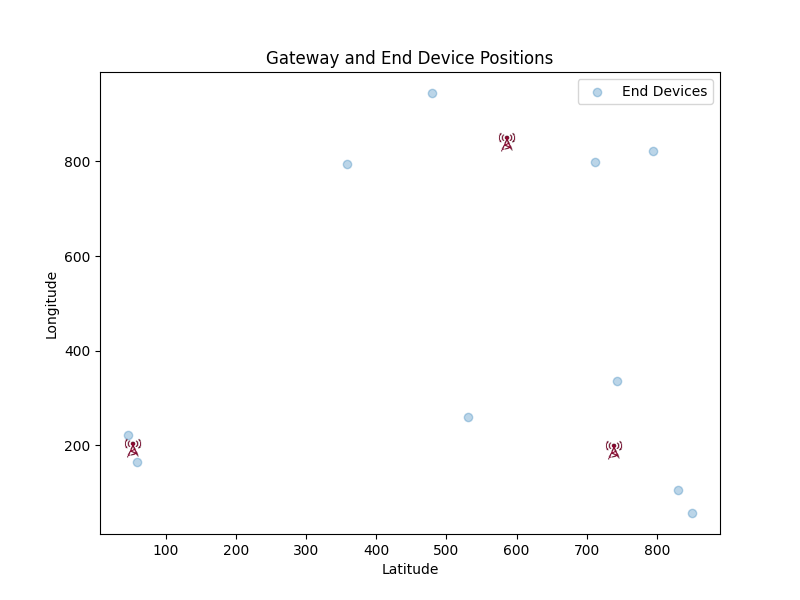 Gateway and End Device Positions
End Devices
800
600
400
200
Longitude
100 200 300 400 500 600 700 800
Latitude